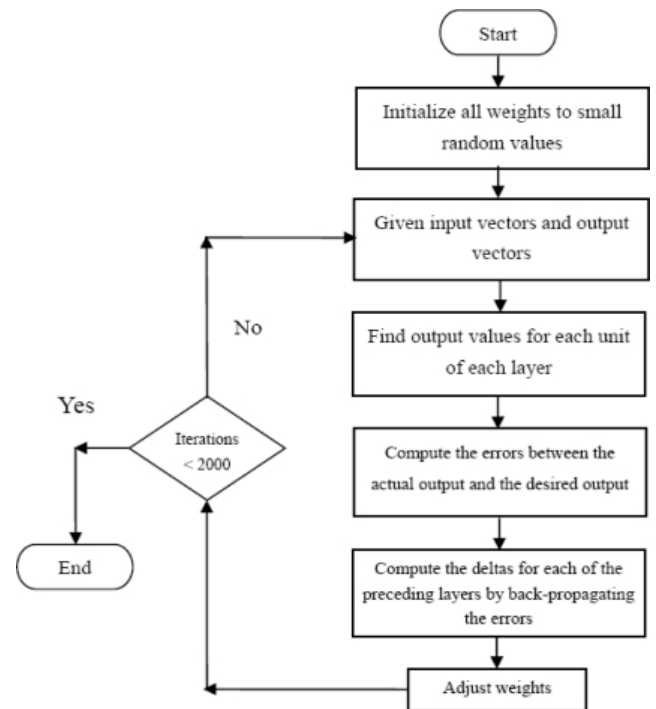 Start
Initialize all weights to small
random values
Given input vectors and output
vectors
Find output values for each unit
of each layer
Compute the errors between the
actual output and the desired output
Compute the deltas for each of the
preceding layers by back-propagating
the errors
Adjust weights
Iterations
< 2000
No
Yes
End